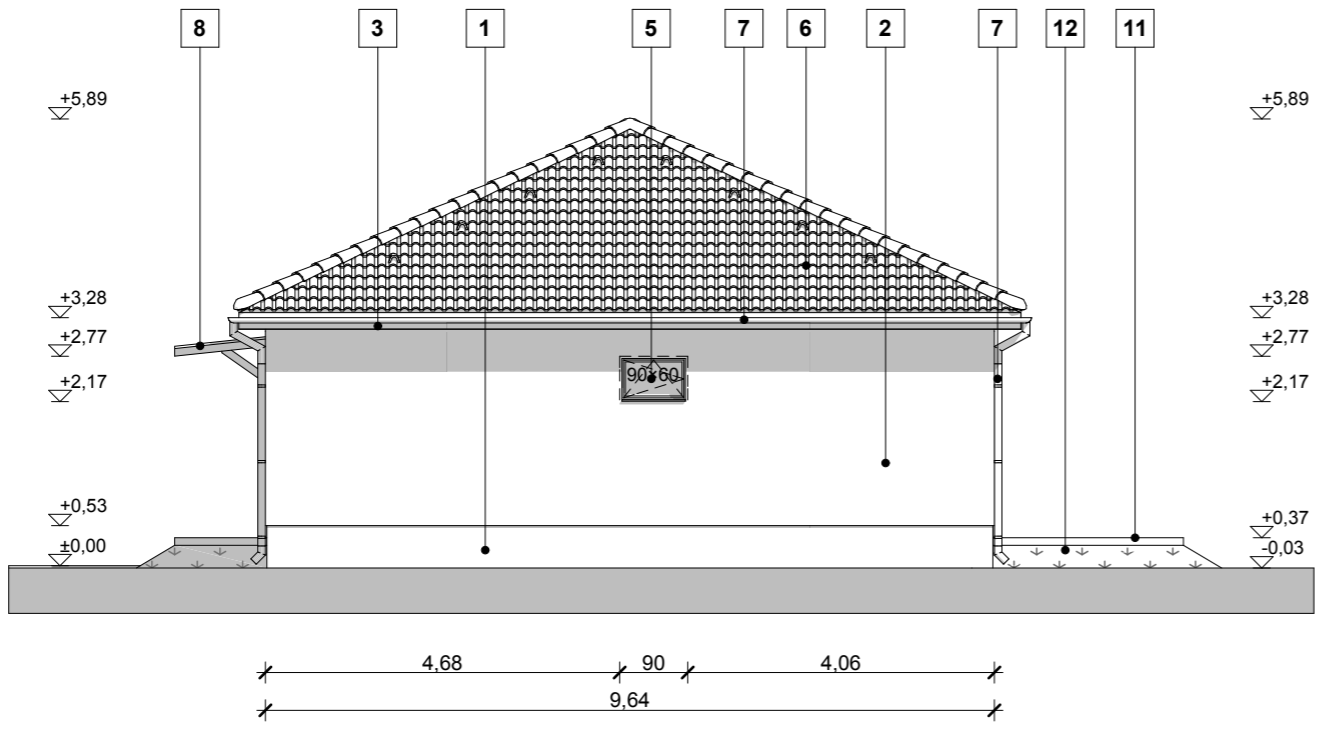 8 3 1 5 7 6 2 7 12 11
+5,89 +5,89
+3,28 +3,28
+2,77 +2,77
90x60
+2,17 +2,17
+0,53 +0,37
±0,00 -0,03
4,68 90 4,06
9,64